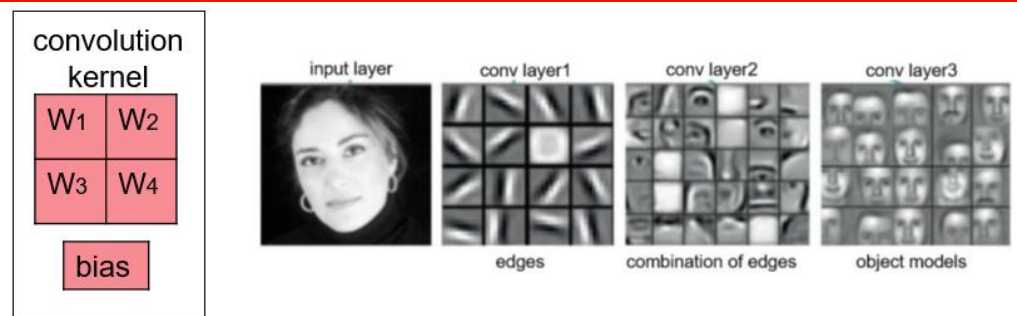 convolution
kernel
W1 W2
W3 W4
bias
input layer
conv layer1
conv layer2
conv layer3
edges
combination of edges
object models